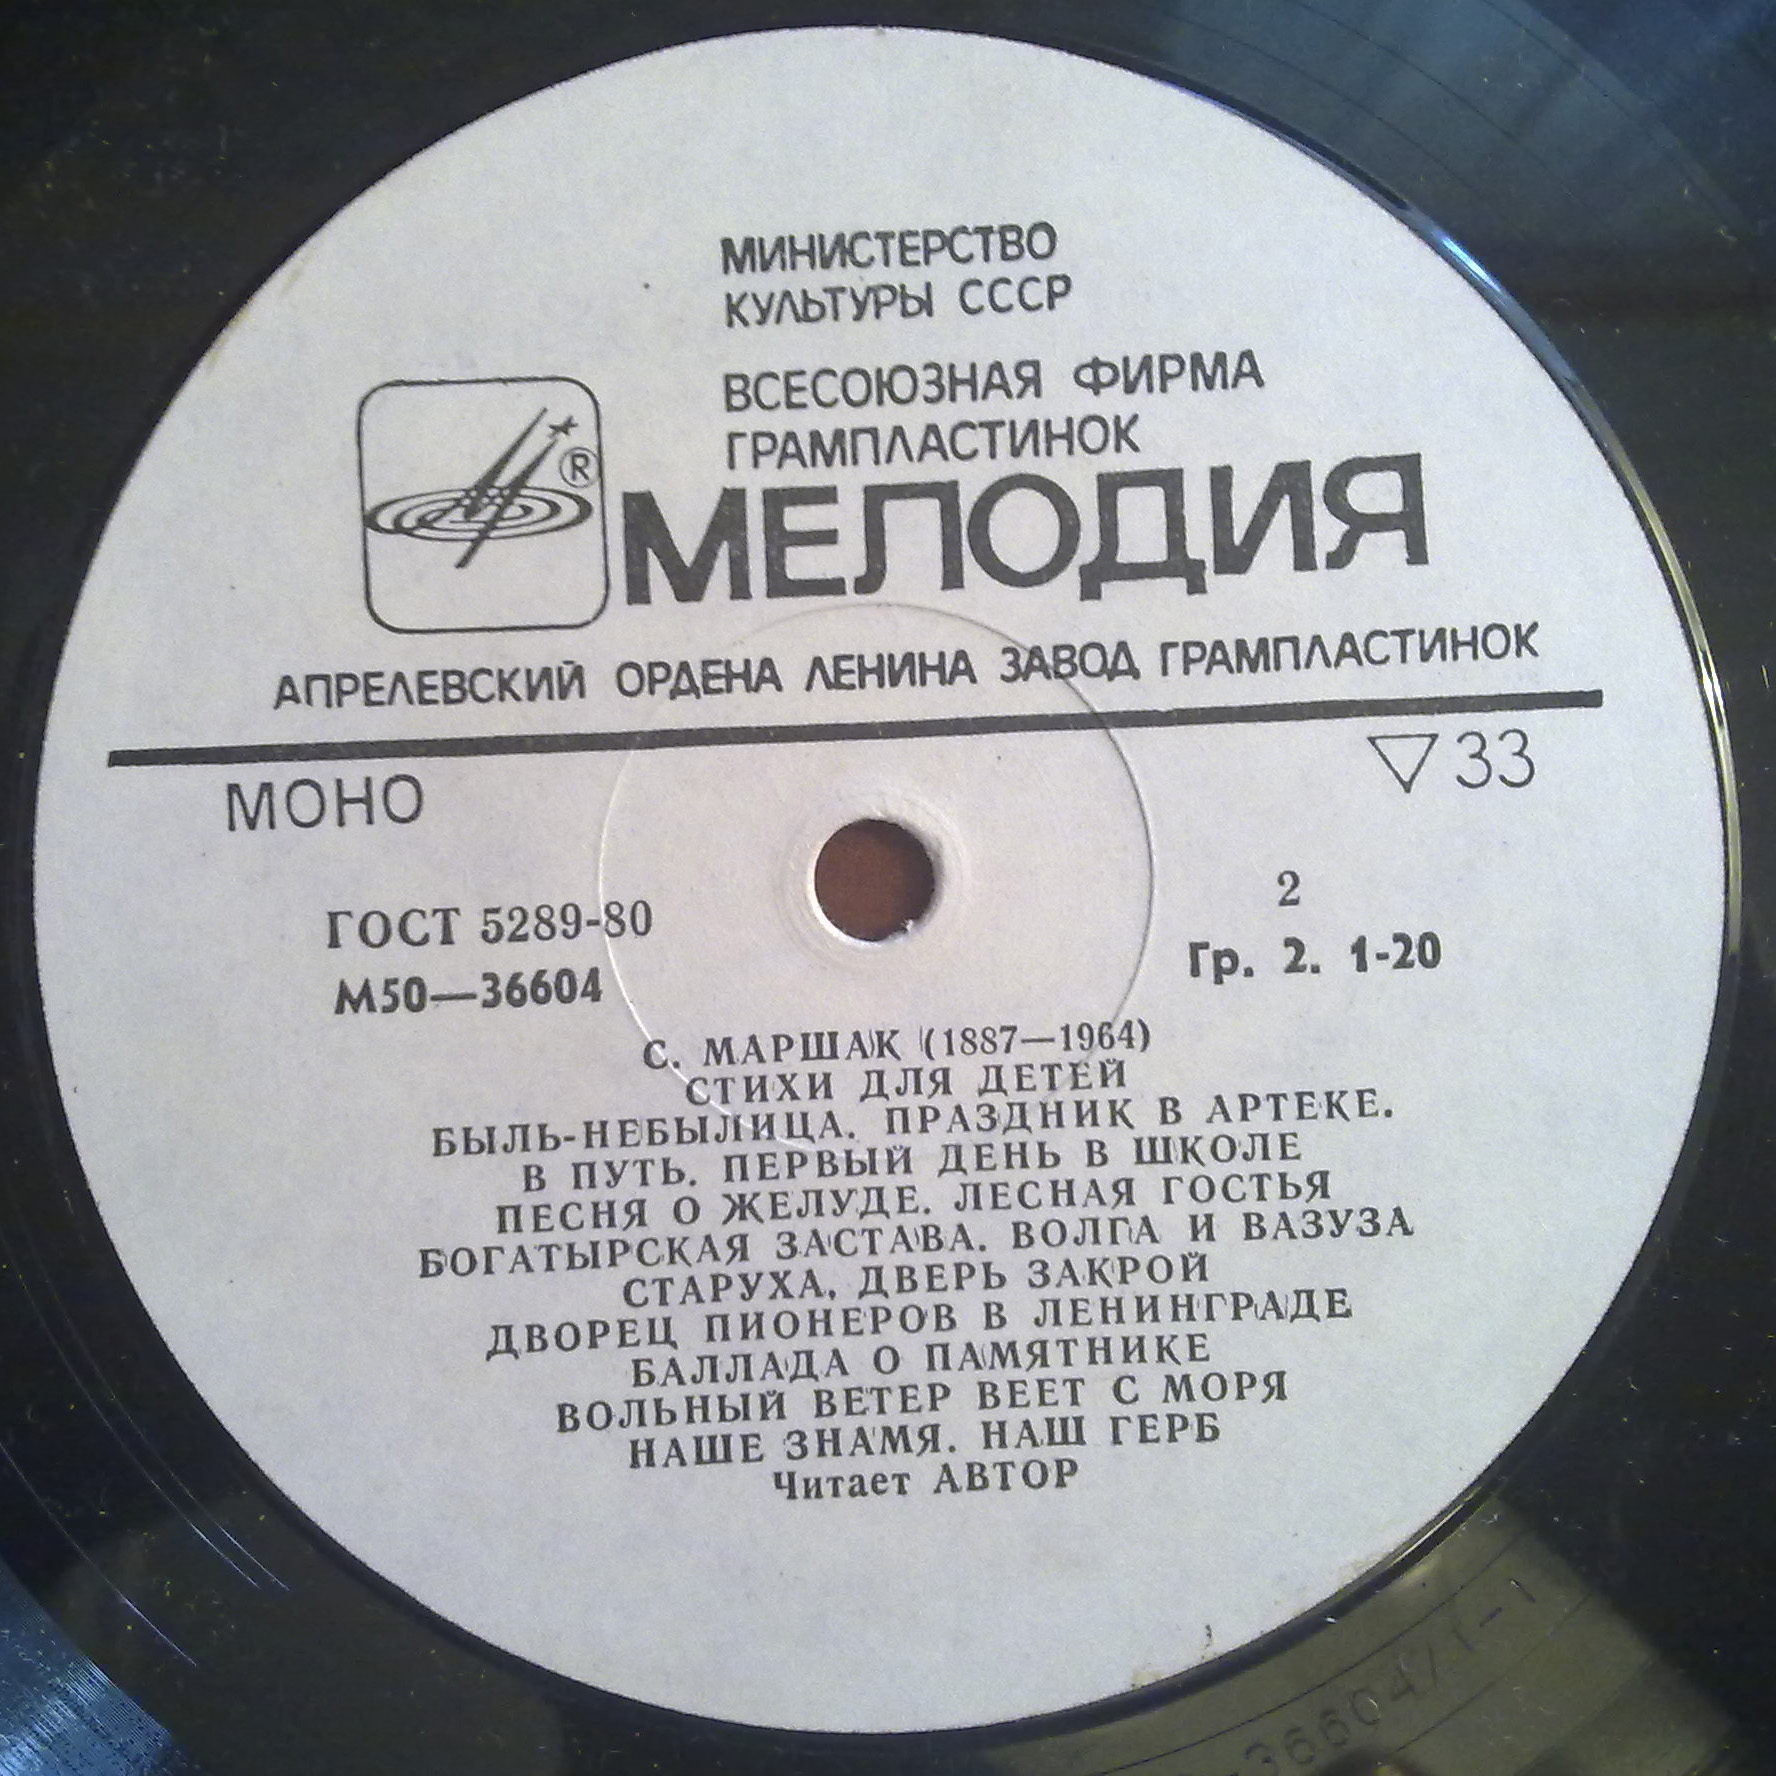 МИНИСТЕРСТВО
КУЛЬТУРЫ СССР
ВСЕСОЮЗНАЯ ФИРМА
ГРАМПЛАСТИНОК
®
МЕЛОДИЯ
АПРЕЛЕВСКИЙ ОРДЕНА ЛЕНИНА ЗАВОД ГРАМПЛАСТИНОК
МОНО
▽33
ГОСТ 5289-80
2
М50—36604
Гр. 2. 1-20
С. МАРШАК (1887—1964)
СТИХИ ДЛЯ ДЕТЕЙ
БЫЛЬ-НЕБЫЛИЦА. ПРАЗДНИК В АРТЕКЕ.
В ПУТЬ. ПЕРВЫЙ ДЕНЬ В ШКОЛЕ
ПЕСНЯ О ЖЕЛУДЕ. ЛЕСНАЯ ГОСТЬЯ
БОГАТЫРСКАЯ ЗАСТАВА. ВОЛГА И ВАЗУЗА
СТАРУХА, ДВЕРЬ ЗАКРОЙ
ДВОРЕЦ ПИОНЕРОВ В ЛЕНИНГРАДЕ
БАЛЛАДА О ПАМЯТНИКЕ
ВОЛЬНЫЙ ВЕТЕР ВЕЕТ С МОРЯ
НАШЕ ЗНАМЯ. НАШ ГЕРБ
Читает АВТОР